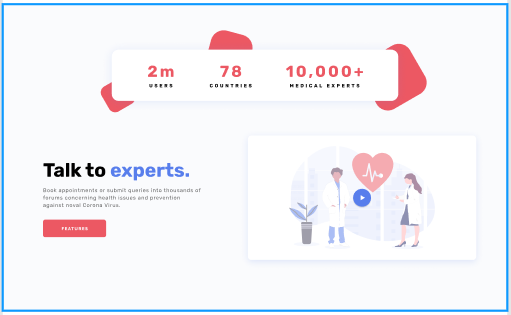 2m 78 10,000+
USERS COUNTRIES MEDICAL EXPERTS
Talk to experts.
Book appointments or submit queries into thousands of
forums concerning health issues and prevention
against noval Corona Virus.
FEATURES